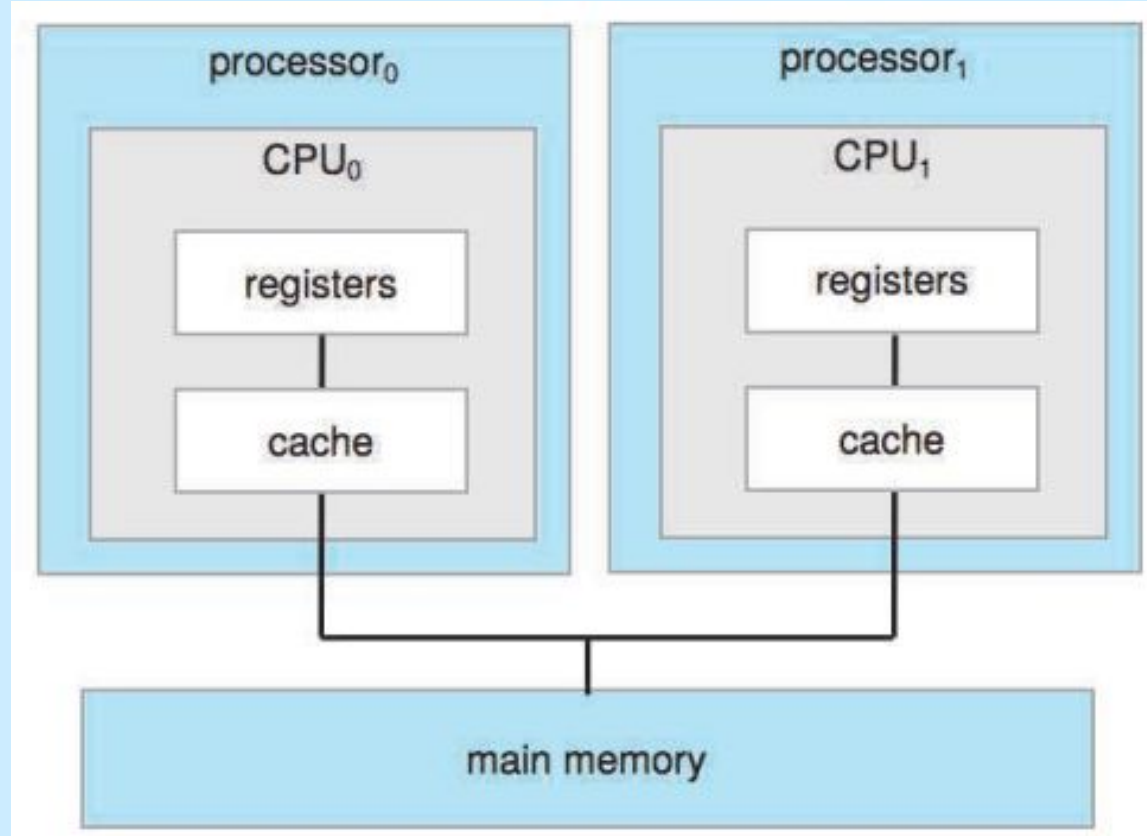 processor₀
CPU₀
registers
cache
processor₁
CPU₁
registers
cache
main memory